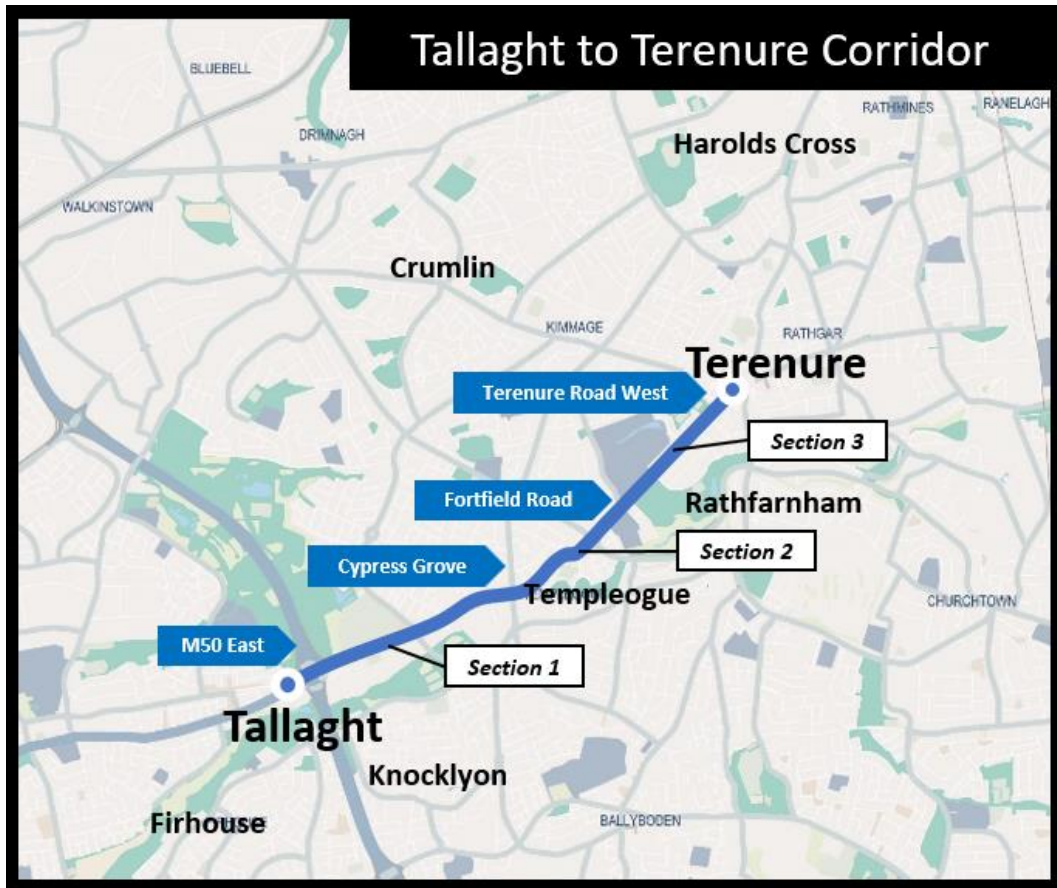 Tallaght to Terenure Corridor
BLUEBELL
RATHMINES
RANELAGH
DRIMNAGH
Harolds Cross
WALKINSTOWN
Crumlin
KIMMAGE
RATHGAR
Terenure
Terenure Road West
Section 3
Fortfield Road
Rathfarnham
Section 2
Cypress Grove
Templeogue
CHURCHTOWN
M50 East
Section 1
Tallaght
Knocklyon
Firhouse
BALLYBODEN